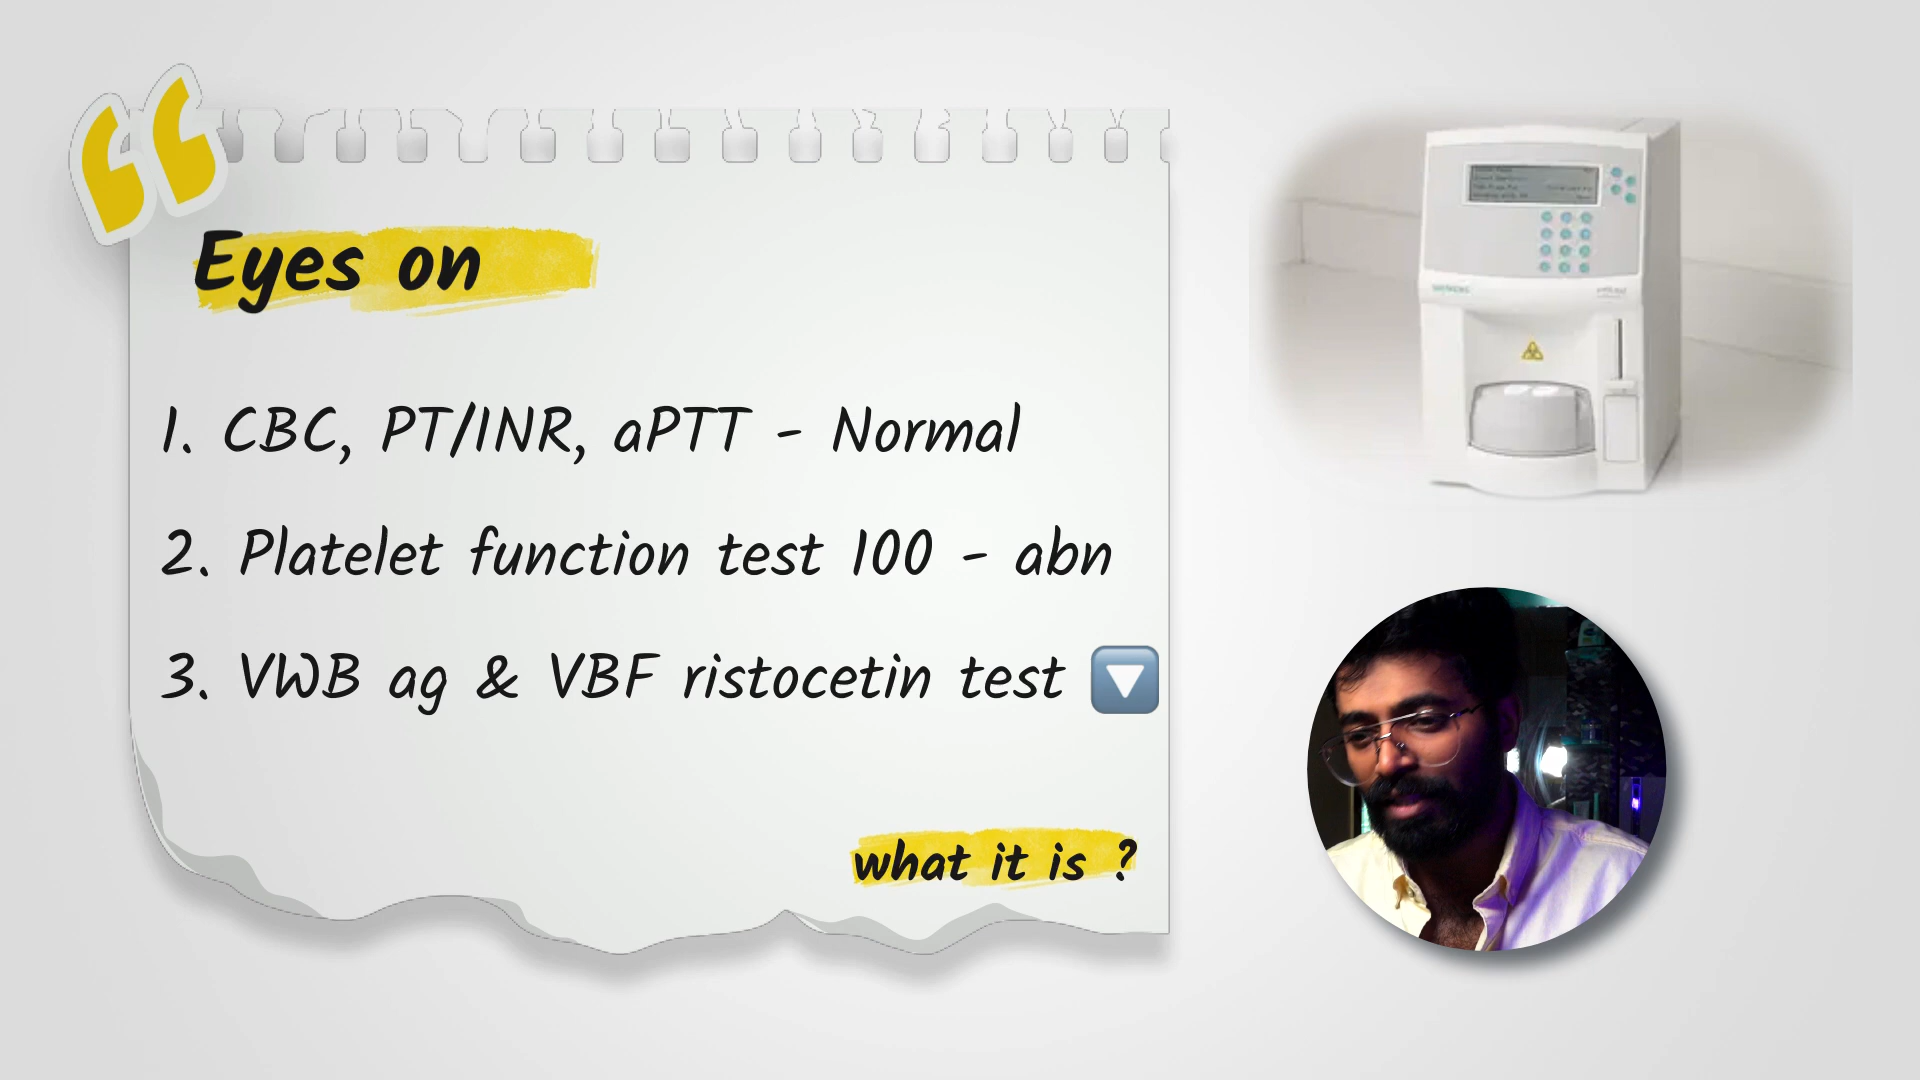 Eyes on
1. CBC, PT/INR, aPTT - Normal
2. Platelet function test 100 - abn
3. VWB ag & VBF ristocetin test
what it is ?
SIEMENS